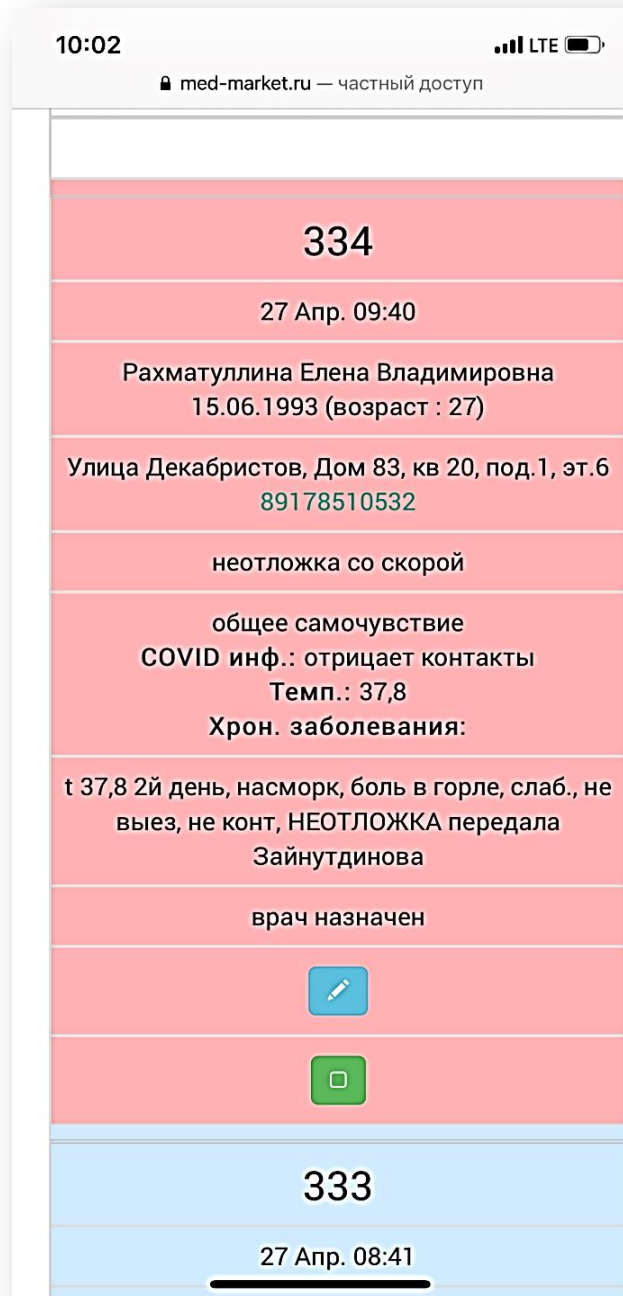 10:02
LTE
med-market.ru — частный доступ
334
27 Апр. 09:40
Рахматуллина Елена Владимировна
15.06.1993 (возраст : 27)
Улица Декабристов, Дом 83, кв 20, под.1, эт.6
89178510532
неотложка со скорой
общее самочувствие
COVID инф.: отрицает контакты
Темп.: 37,8
Хрон. заболевания:
t 37,8 2й день, насморк, боль в горле, слаб., не
выез, не конт, НЕОТЛОЖКА передала
Зайнутдинова
врач назначен
333
27 Апр. 08:41